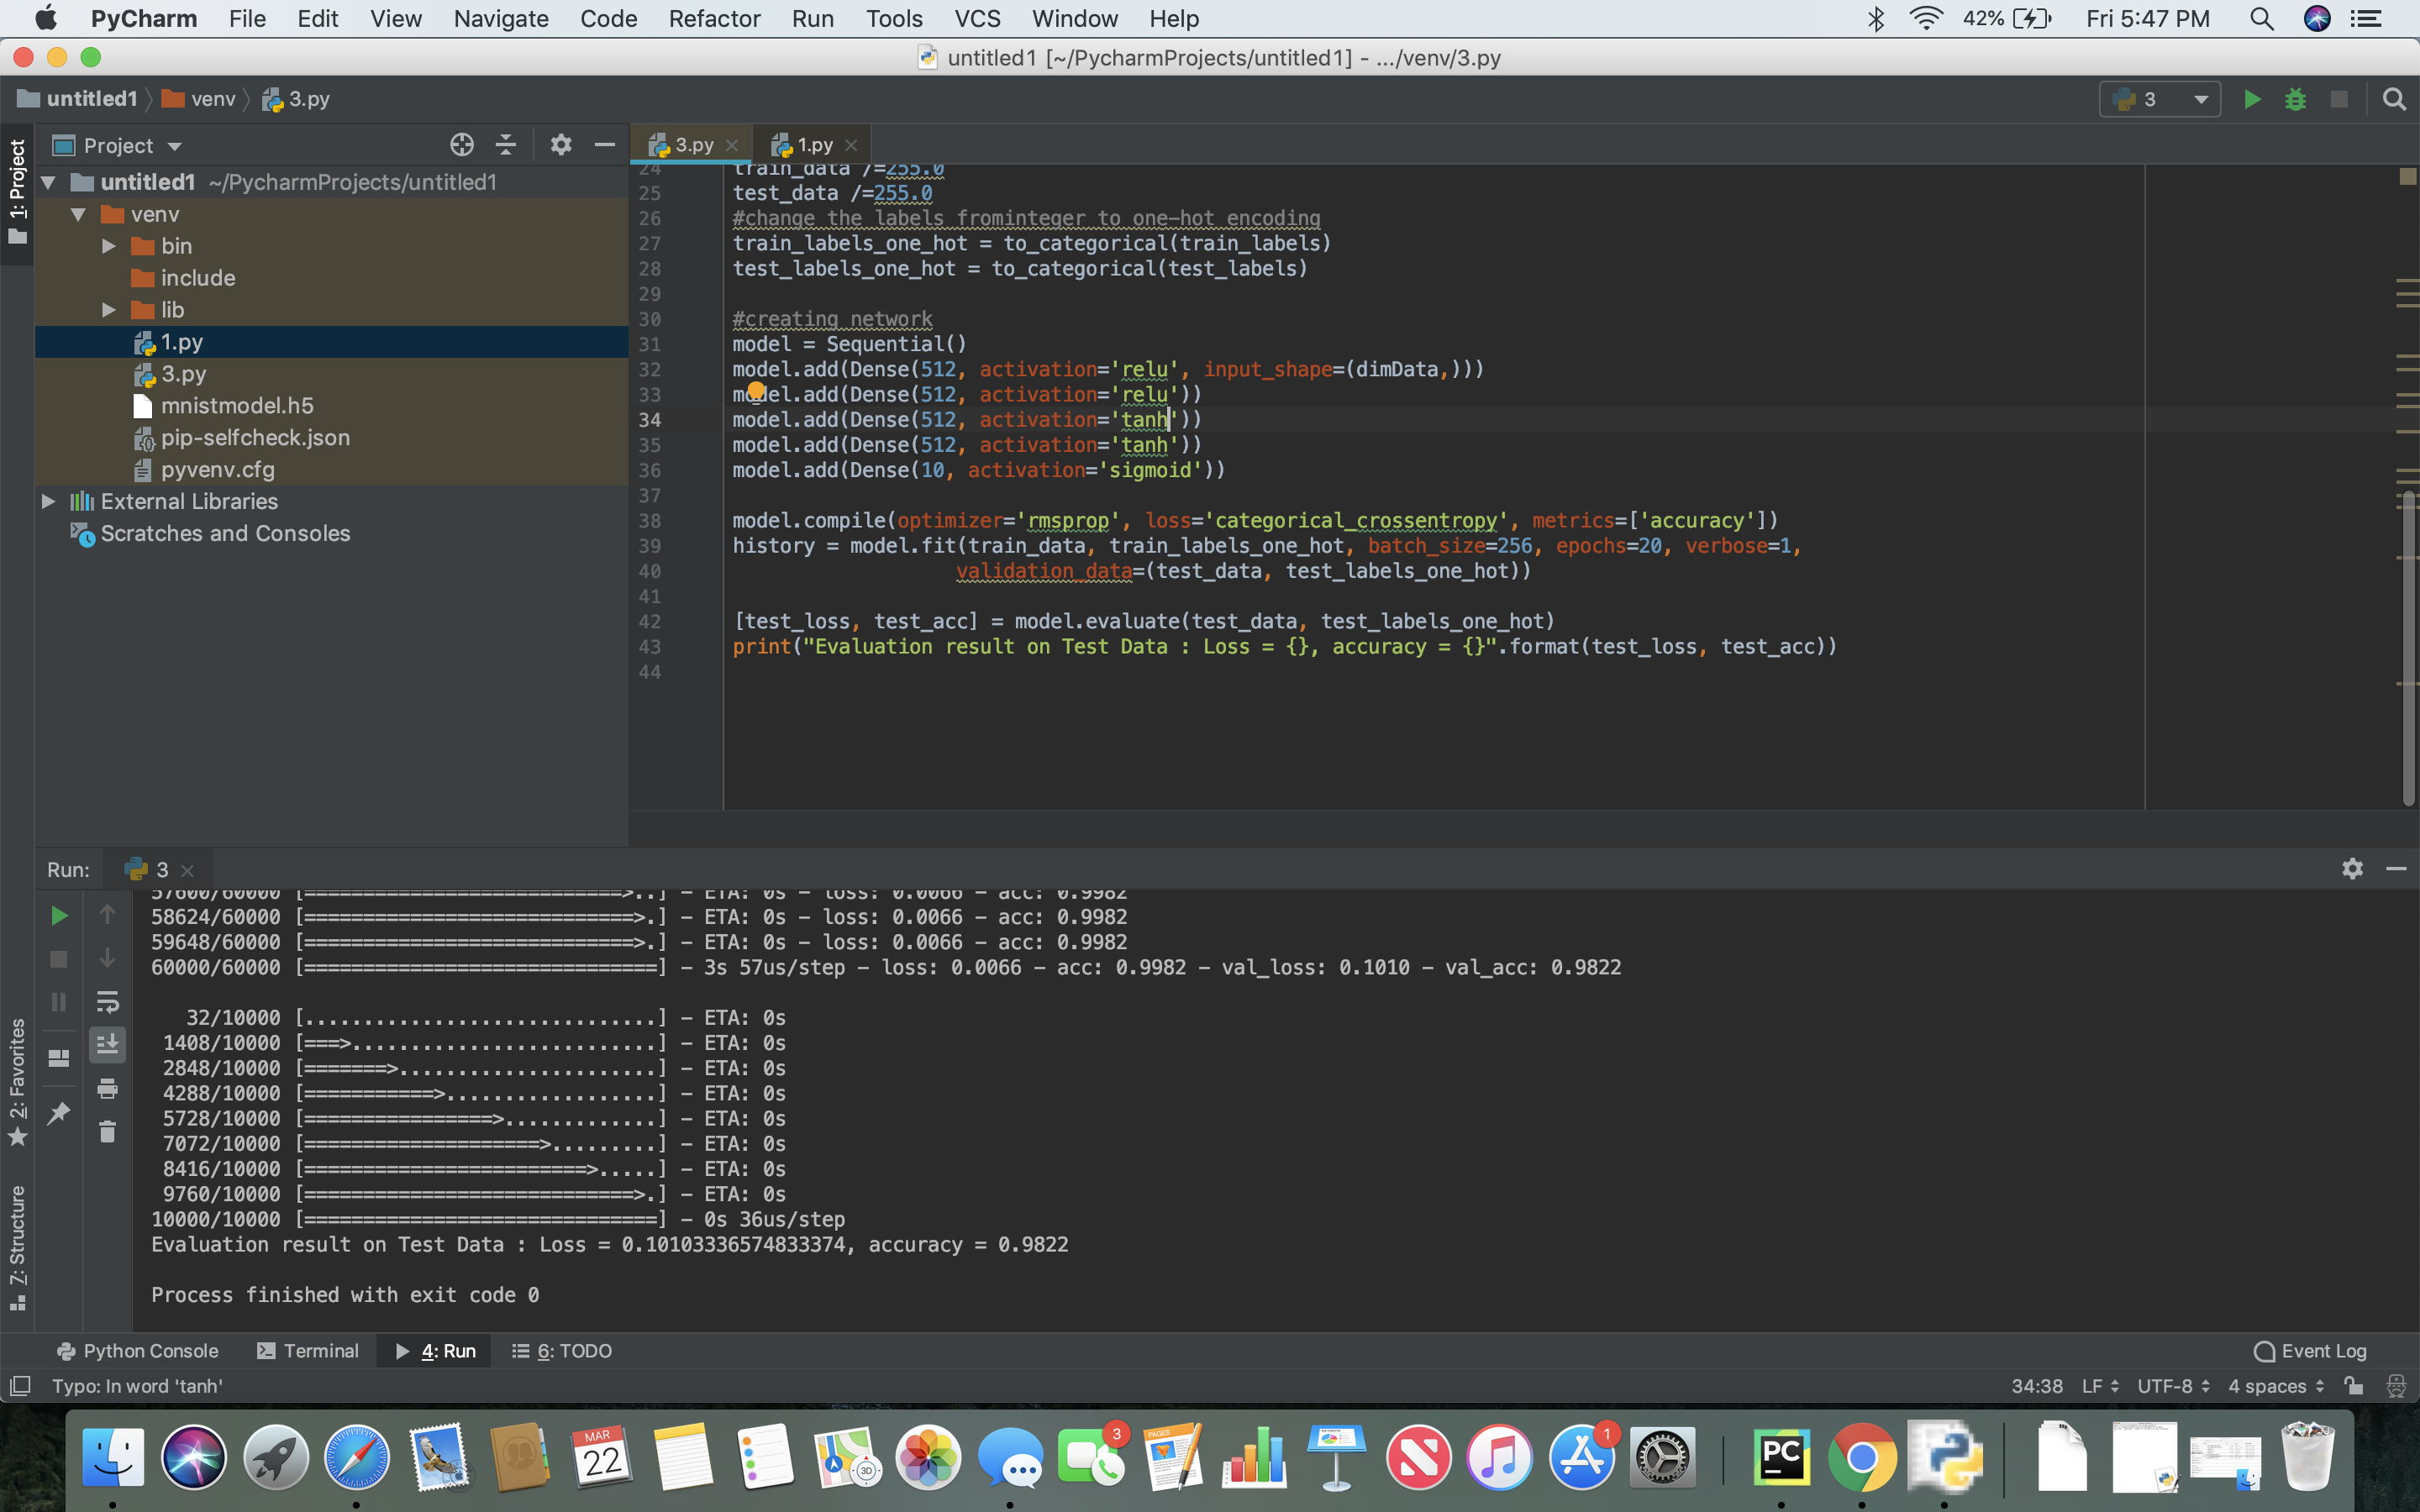 PyCharm File Edit View Navigate Code Refactor Run Tools VCS Window Help 42% Fri 5:47 PM
untitled1 [~/PycharmProjects/untitled1] - .../venv/3.py
untitled1 venv 3.py 3
Project 3.py 1.py
1: Project
untitled1 ~/PycharmProjects/untitled1
venv
bin
include
lib
1.py
3.py
mnistmodel.h5
pip-selfcheck.json
pyvenv.cfg
External Libraries
Scratches and Consoles
24 train_data /=255.0
25 test_data /=255.0
26 #change the labels frominteger to one-hot encoding
27 train_labels_one_hot = to_categorical(train_labels)
28 test_labels_one_hot = to_categorical(test_labels)
29
30 #creating network
31 model = Sequential()
32 model.add(Dense(512, activation='relu', input_shape=(dimData,)))
33 model.add(Dense(512, activation='relu'))
34 model.add(Dense(512, activation='tanh'))
35 model.add(Dense(512, activation='tanh'))
36 model.add(Dense(10, activation='sigmoid'))
37
38 model.compile(optimizer='rmsprop', loss='categorical_crossentropy', metrics=['accuracy'])
39 history = model.fit(train_data, train_labels_one_hot, batch_size=256, epochs=20, verbose=1,
40 validation_data=(test_data, test_labels_one_hot))
41
42 [test_loss, test_acc] = model.evaluate(test_data, test_labels_one_hot)
43 print("Evaluation result on Test Data : Loss = {}, accuracy = {}".format(test_loss, test_acc))
44
Run: 3
57600/60000 [===========================>..] - ETA: 0s - loss: 0.0066 - acc: 0.9982
58624/60000 [============================>.] - ETA: 0s - loss: 0.0066 - acc: 0.9982
59648/60000 [============================>.] - ETA: 0s - loss: 0.0066 - acc: 0.9982
60000/60000 [==============================] - 3s 57us/step - loss: 0.0066 - acc: 0.9982 - val_loss: 0.1010 - val_acc: 0.9822
32/10000 [..............................] - ETA: 0s
1408/10000 [===>..........................] - ETA: 0s
2848/10000 [=======>......................] - ETA: 0s
4288/10000 [===========>..................] - ETA: 0s
5728/10000 [================>.............] - ETA: 0s
7072/10000 [====================>.........] - ETA: 0s
8416/10000 [========================>.....] - ETA: 0s
9760/10000 [============================>.] - ETA: 0s
10000/10000 [==============================] - 0s 36us/step
Evaluation result on Test Data : Loss = 0.10103336574833374, accuracy = 0.9822
Process finished with exit code 0
2: Favorites
7: Structure
Python Console Terminal 4: Run 6: TODO Event Log
Typo: In word 'tanh' 34:38 LF UTF-8 4 spaces
MAR
22
3D
3
PAGES
1
PC